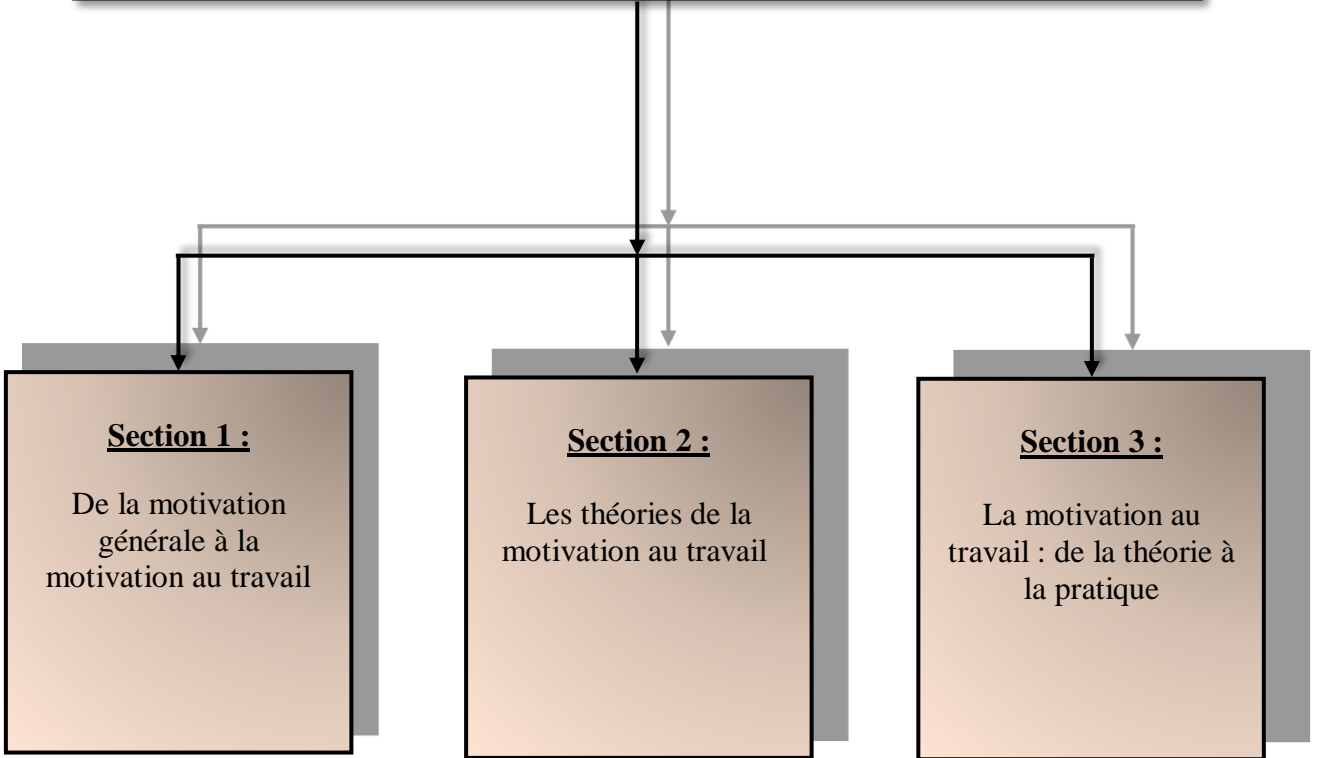 Section 1 :
De la motivation
générale à la
motivation au travail
Section 2 :
Les théories de la
motivation au travail
Section 3 :
La motivation au
travail : de la théorie à
la pratique